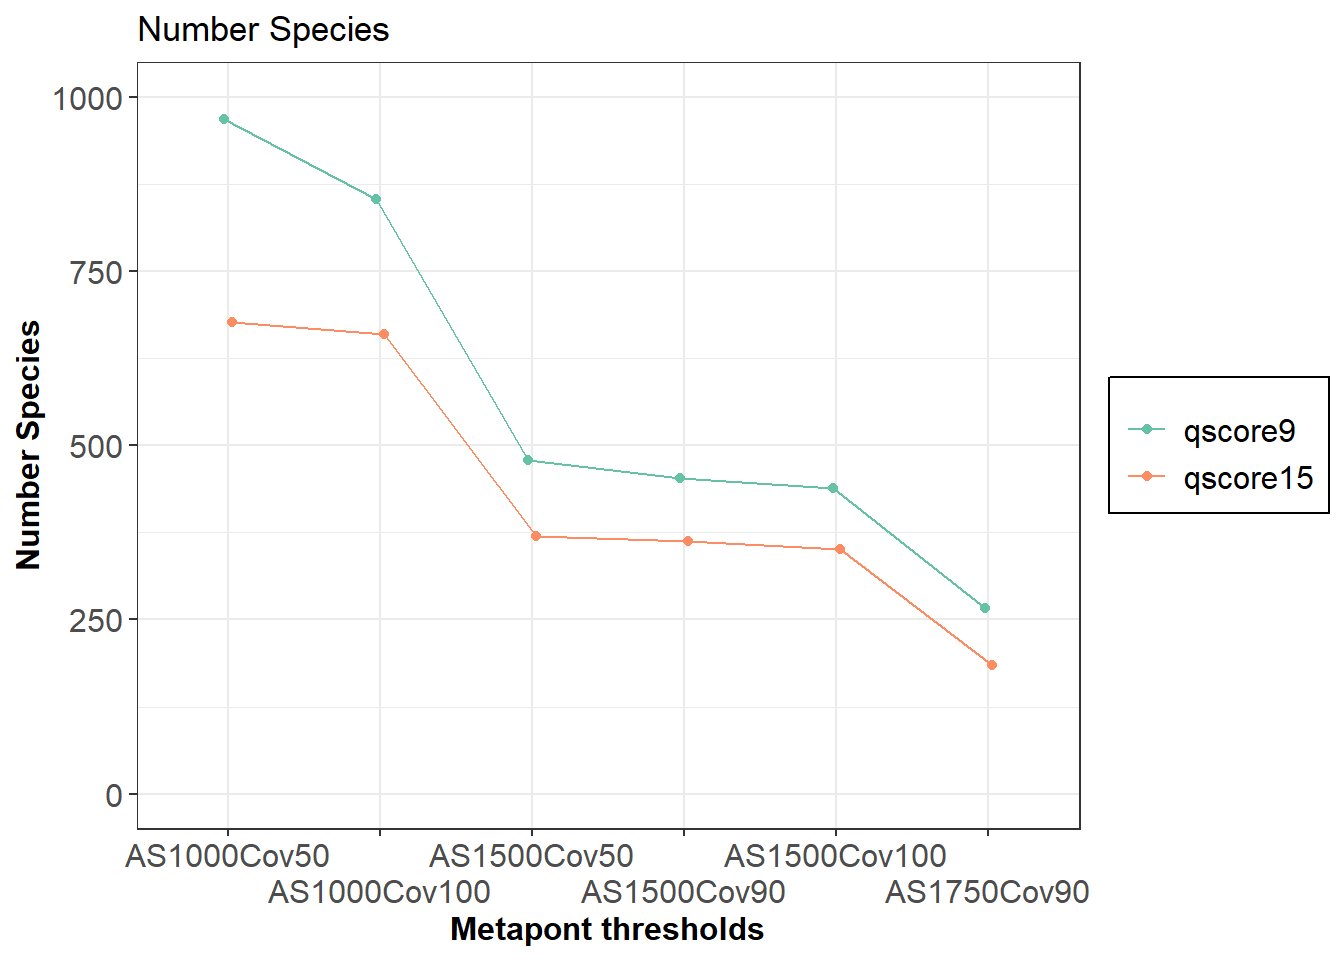 Number Species
Number Species
1000
750
500
250
0
AS1000Cov50
AS1000Cov100
AS1500Cov50
AS1500Cov90
AS1500Cov100
AS1750Cov90
Metapont thresholds
qscore9
qscore15